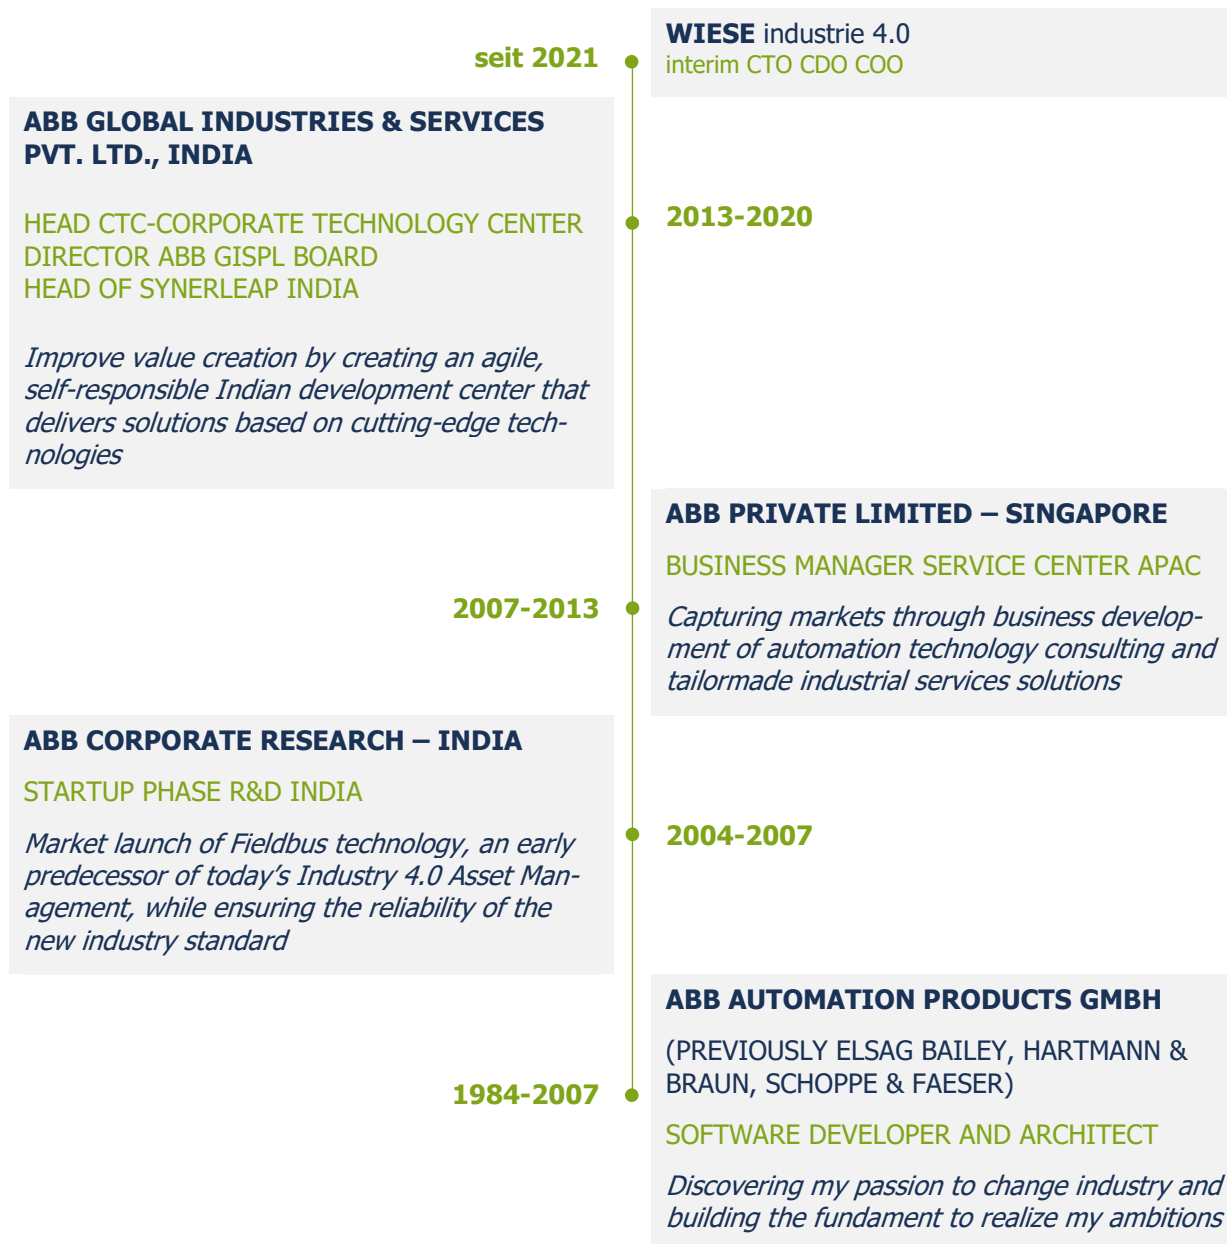 seit 2021
WIESE industrie 4.0
interim CTO CDO COO
ABB GLOBAL INDUSTRIES & SERVICES
PVT. LTD., INDIA
HEAD CTC-CORPORATE TECHNOLOGY CENTER
DIRECTOR ABB GISPL BOARD
HEAD OF SYNERLEAP INDIA
Improve value creation by creating an agile,
self-responsible Indian development center that
delivers solutions based on cutting-edge tech-
nologies
2013-2020
ABB PRIVATE LIMITED – SINGAPORE
BUSINESS MANAGER SERVICE CENTER APAC
Capturing markets through business develop-
ment of automation technology consulting and
tailormade industrial services solutions
2007-2013
ABB CORPORATE RESEARCH – INDIA
STARTUP PHASE R&D INDIA
Market launch of Fieldbus technology, an early
predecessor of today's Industry 4.0 Asset Man-
agement, while ensuring the reliability of the
new industry standard
2004-2007
ABB AUTOMATION PRODUCTS GMBH
(PREVIOUSLY ELSAG BAILEY, HARTMANN &
BRAUN, SCHOPPE & FAESER)
SOFTWARE DEVELOPER AND ARCHITECT
Discovering my passion to change industry and
building the fundament to realize my ambitions
1984-2007